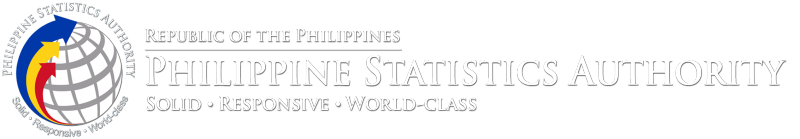 PHILIPPINE STATISTICS AUTHORITY
Solid • Responsive • World-class
REPUBLIC OF THE PHILIPPINES
PHILIPPINE STATISTICS AUTHORITY
SOLID • RESPONSIVE • WORLD-CLASS